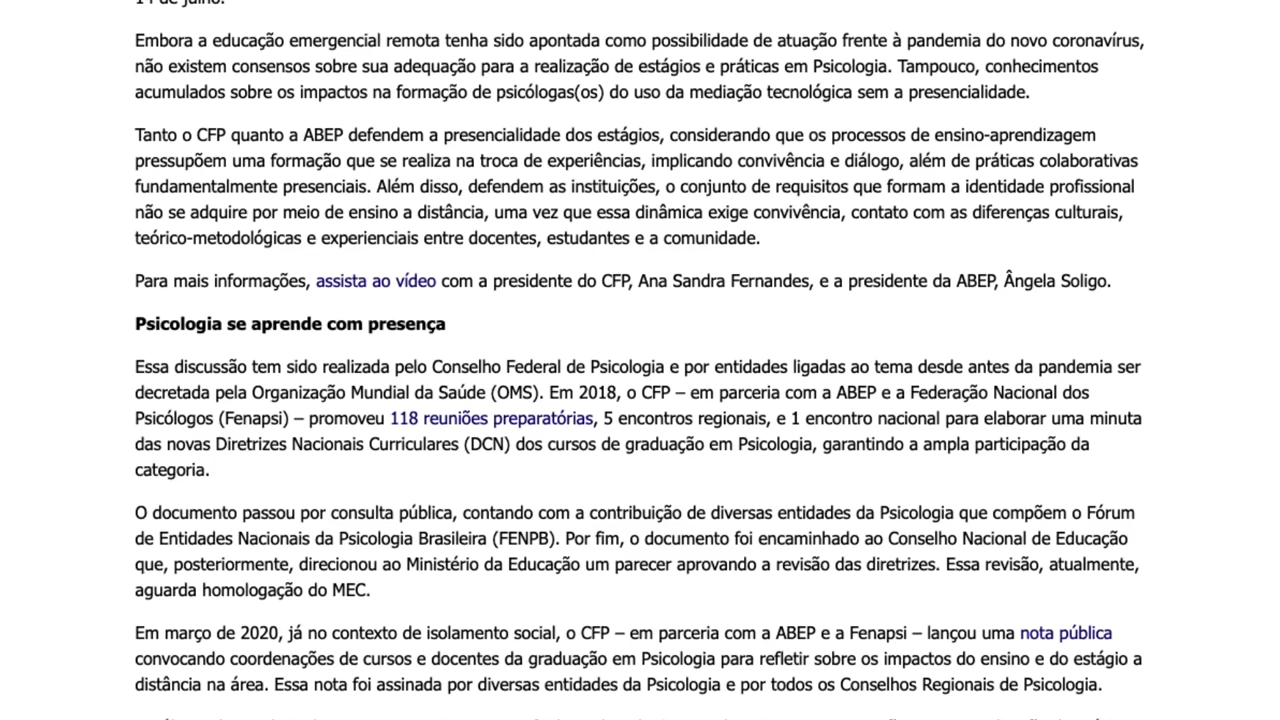 14 de julho.
Embora a educação emergencial remota tenha sido apontada como possibilidade de atuação frente à pandemia do novo coronavírus,
não existem consensos sobre sua adequação para a realização de estágios e práticas em Psicologia. Tampouco, conhecimentos
acumulados sobre os impactos na formação de psicólogas(os) do uso da mediação tecnológica sem a presencialidade.
Tanto o CFP quanto a ABEP defendem a presencialidade dos estágios, considerando que os processos de ensino-aprendizagem
pressupõem uma formação que se realiza na troca de experiências, implicando convivência e diálogo, além de práticas colaborativas
fundamentalmente presenciais. Além disso, defendem as instituições, o conjunto de requisitos que formam a identidade profissional
não se adquire por meio de ensino a distância, uma vez que essa dinâmica exige convivência, contato com as diferenças culturais,
teórico-metodológicas e experienciais entre docentes, estudantes e a comunidade.
Para mais informações, assista ao vídeo com a presidente do CFP, Ana Sandra Fernandes, e a presidente da ABEP, Ângela Soligo.
Psicologia se aprende com presença
Essa discussão tem sido realizada pelo Conselho Federal de Psicologia e por entidades ligadas ao tema desde antes da pandemia ser
decretada pela Organização Mundial da Saúde (OMS). Em 2018, o CFP – em parceria com a ABEP e a Federação Nacional dos
Psicólogos (Fenapsi) – promoveu 118 reuniões preparatórias, 5 encontros regionais, e 1 encontro nacional para elaborar uma minuta
das novas Diretrizes Nacionais Curriculares (DCN) dos cursos de graduação em Psicologia, garantindo a ampla participação da
categoria.
O documento passou por consulta pública, contando com a contribuição de diversas entidades da Psicologia que compõem o Fórum
de Entidades Nacionais da Psicologia Brasileira (FENPB). Por fim, o documento foi encaminhado ao Conselho Nacional de Educação
que, posteriormente, direcionou ao Ministério da Educação um parecer aprovando a revisão das diretrizes. Essa revisão, atualmente,
aguarda homologação do MEC.
Em março de 2020, já no contexto de isolamento social, o CFP – em parceria com a ABEP e a Fenapsi – lançou uma nota pública
convocando coordenações de cursos e docentes da graduação em Psicologia para refletir sobre os impactos do ensino e do estágio a
distância na área. Essa nota foi assinada por diversas entidades da Psicologia e por todos os Conselhos Regionais de Psicologia.